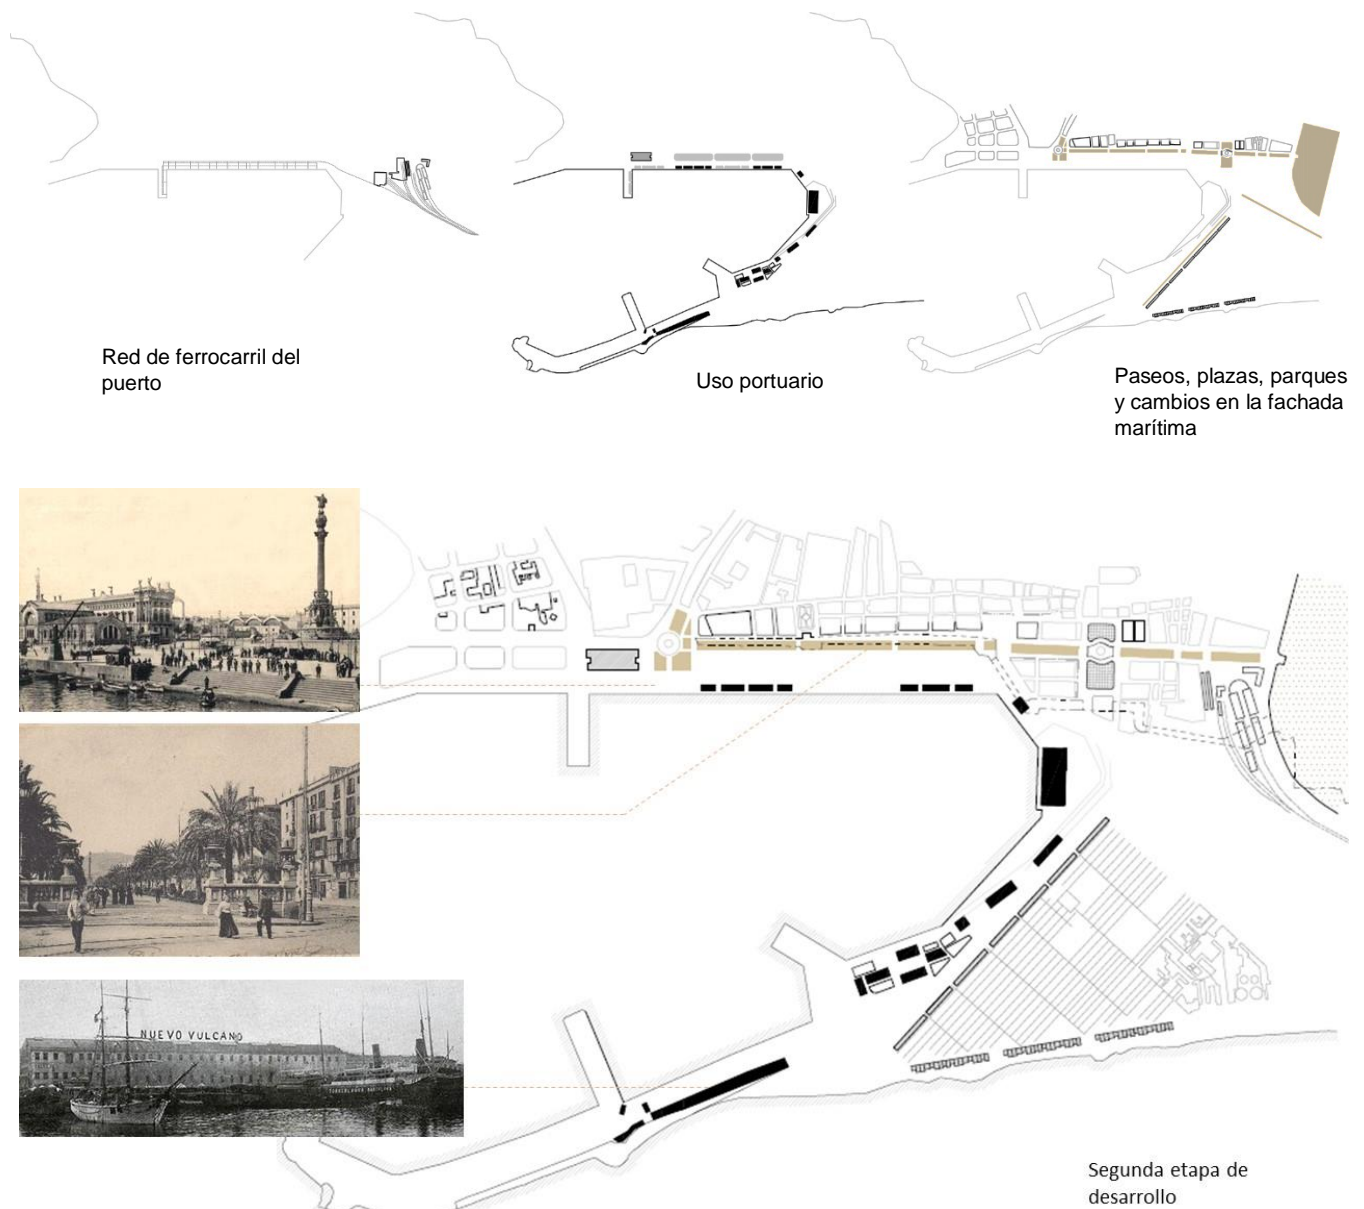 Red de ferrocarril del
puerto
Uso portuario
Paseos, plazas, parques
y cambios en la fachada
marítima
NUEVO VULCANO
Segunda etapa de
desarrollo